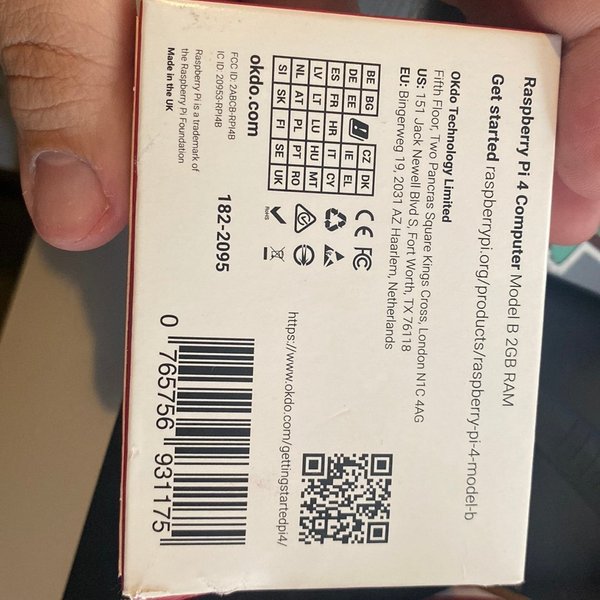 Raspberry Pi 4 Computer Model B 2GB RAM
Get started raspberrypi.org/products/raspberry-pi-4-model-b
OKdo Technology Limited
Fifth Floor, Two Pancras Square Kings Cross, London N1C 4AG
US: 151 Jack Newell Blvd S, Fort Worth, TX 76118
EU: Bingerweg 19, 2031 AZ Haarlem, Netherlands
BE BG CZ DK
DE EE IE EL
ES FR HR IT CY
LV LT LU HU MT
NL AT PL PT RO
SI SK FI SE UK
CE FC
RoHS
https://www.okdo.com/gettingstartedpi4/
okdo.com
FCC ID: 2ABCB-RPI4B
IC ID: 20953-RPI4B
182-2095
Raspberry Pi is a trademark of
the Raspberry Pi Foundation
Made in the UK
0 765756 931175